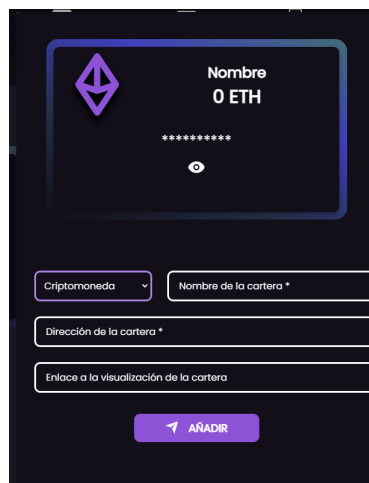 Nombre
0 ETH
**********
Criptomoneda
Nombre de la cartera *
Dirección de la cartera *
Enlace a la visualización de la cartera
AÑADIR